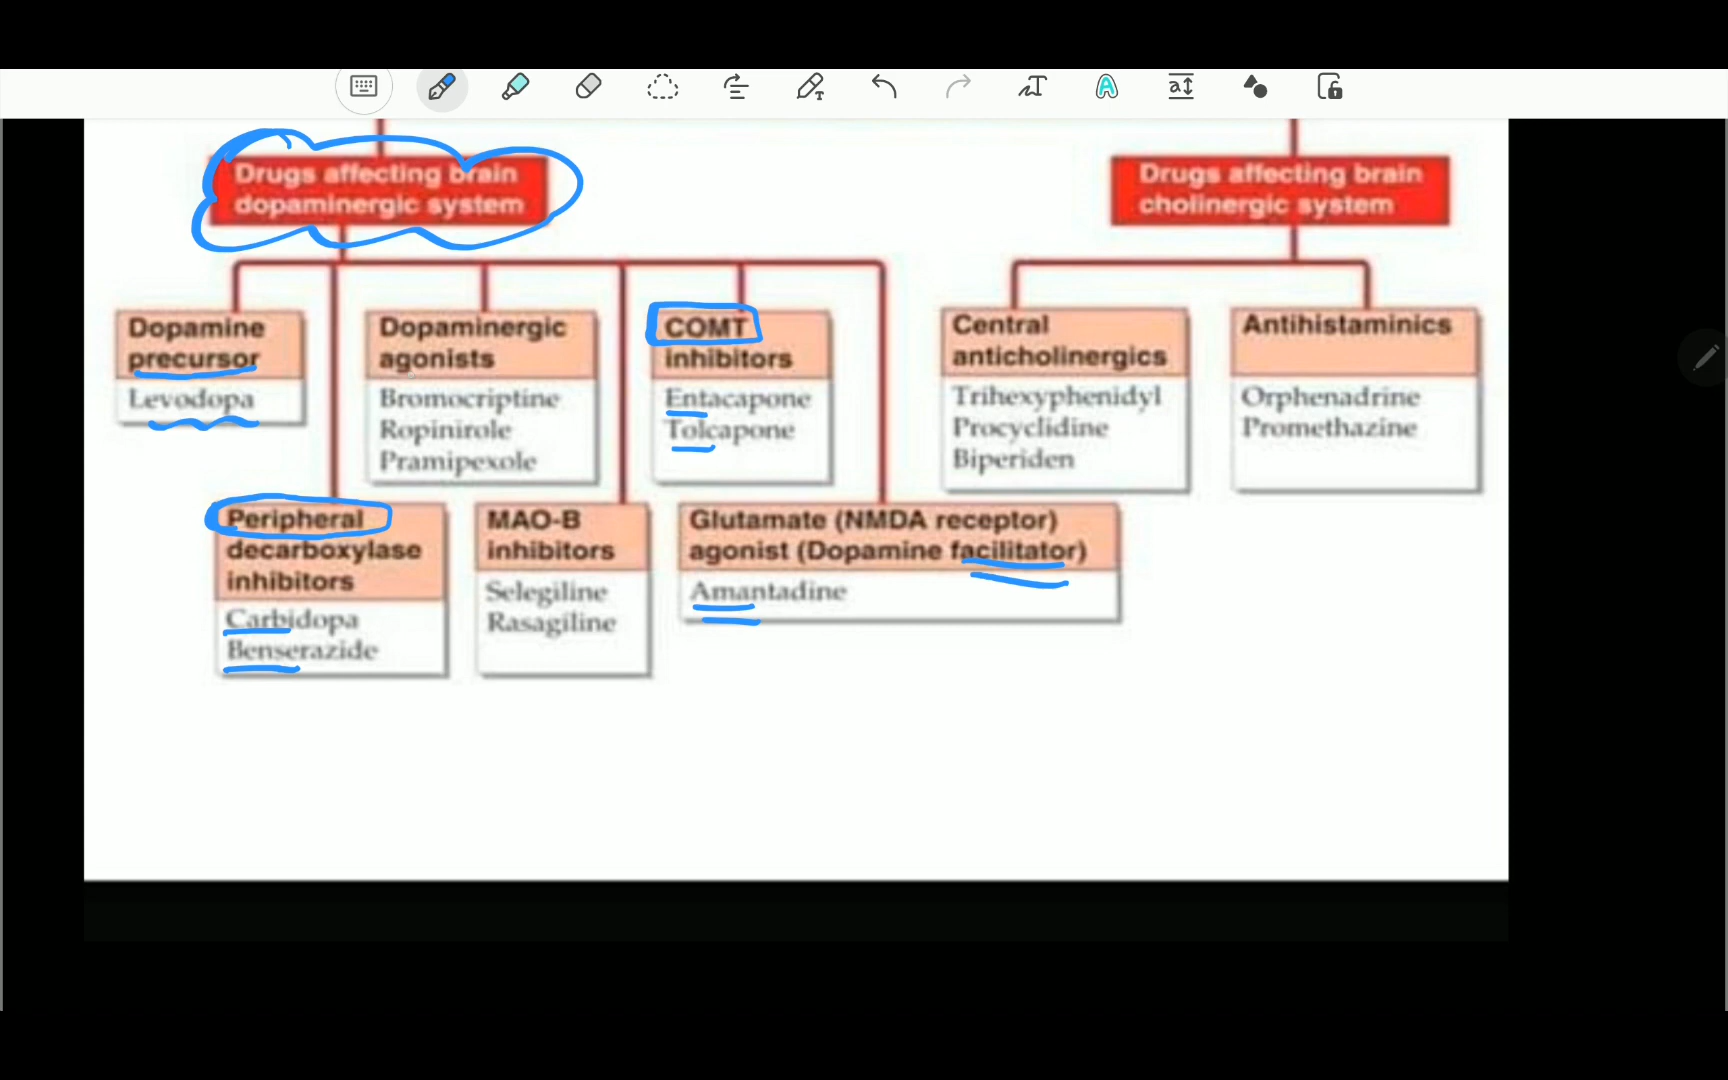 Drugs affecting brain
dopaminergic system
Drugs affecting brain
cholinergic system
Dopamine
precursor
Levodopa
Dopaminergic
agonists
Bromocriptine
Ropinirole
Pramipexole
COMT
inhibitors
Entacapone
Tolcapone
Central
anticholinergics
Trihexyphenidyl
Procyclidine
Biperiden
Antihistaminics
Orphenadrine
Promethazine
Peripheral
decarboxylase
inhibitors
Carbidopa
Benserazide
MAO-B
inhibitors
Selegiline
Rasagiline
Glutamate (NMDA receptor)
agonist (Dopamine facilitator)
Amantadine